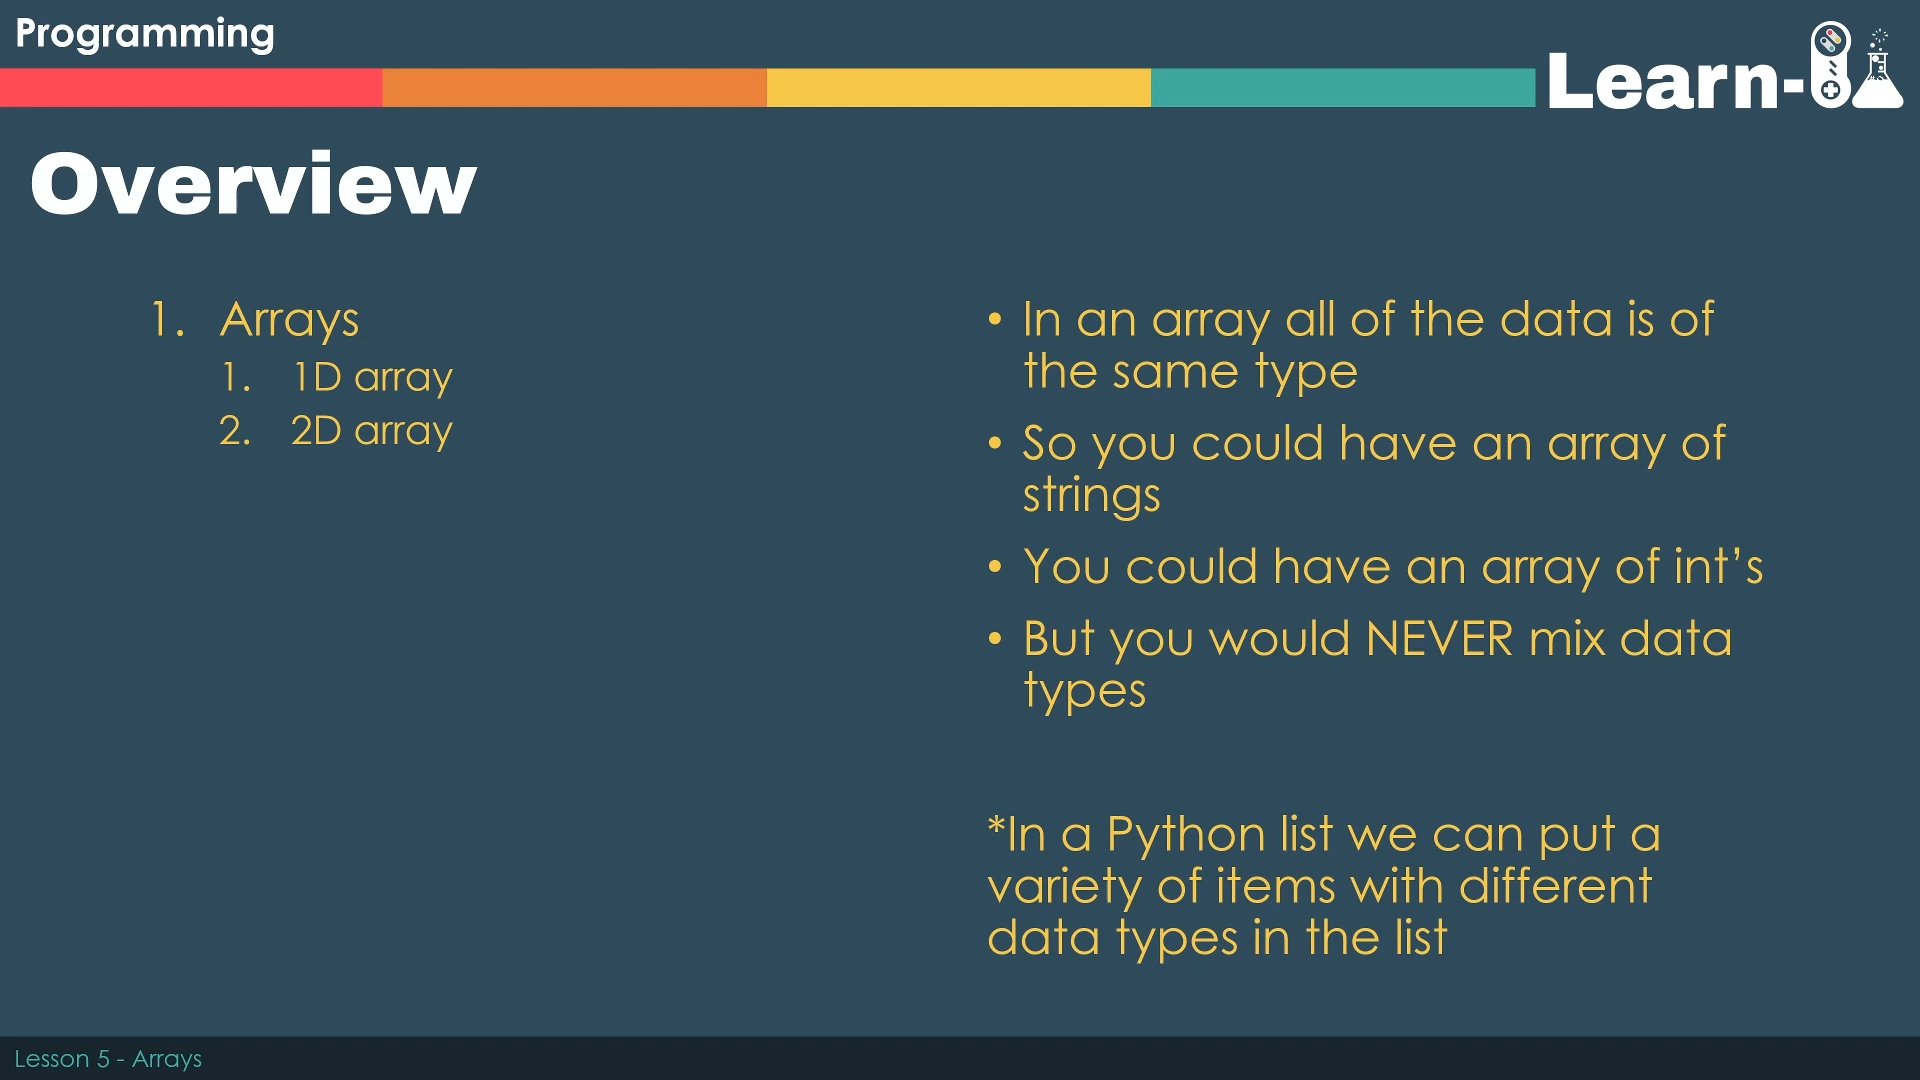 Programming
Learn-
Overview
1. Arrays
1. 1D array
2. 2D array
• In an array all of the data is of
the same type
• So you could have an array of
strings
• You could have an array of int’s
• But you would NEVER mix data
types
*In a Python list we can put a
variety of items with different
data types in the list
Lesson 5 - Arrays